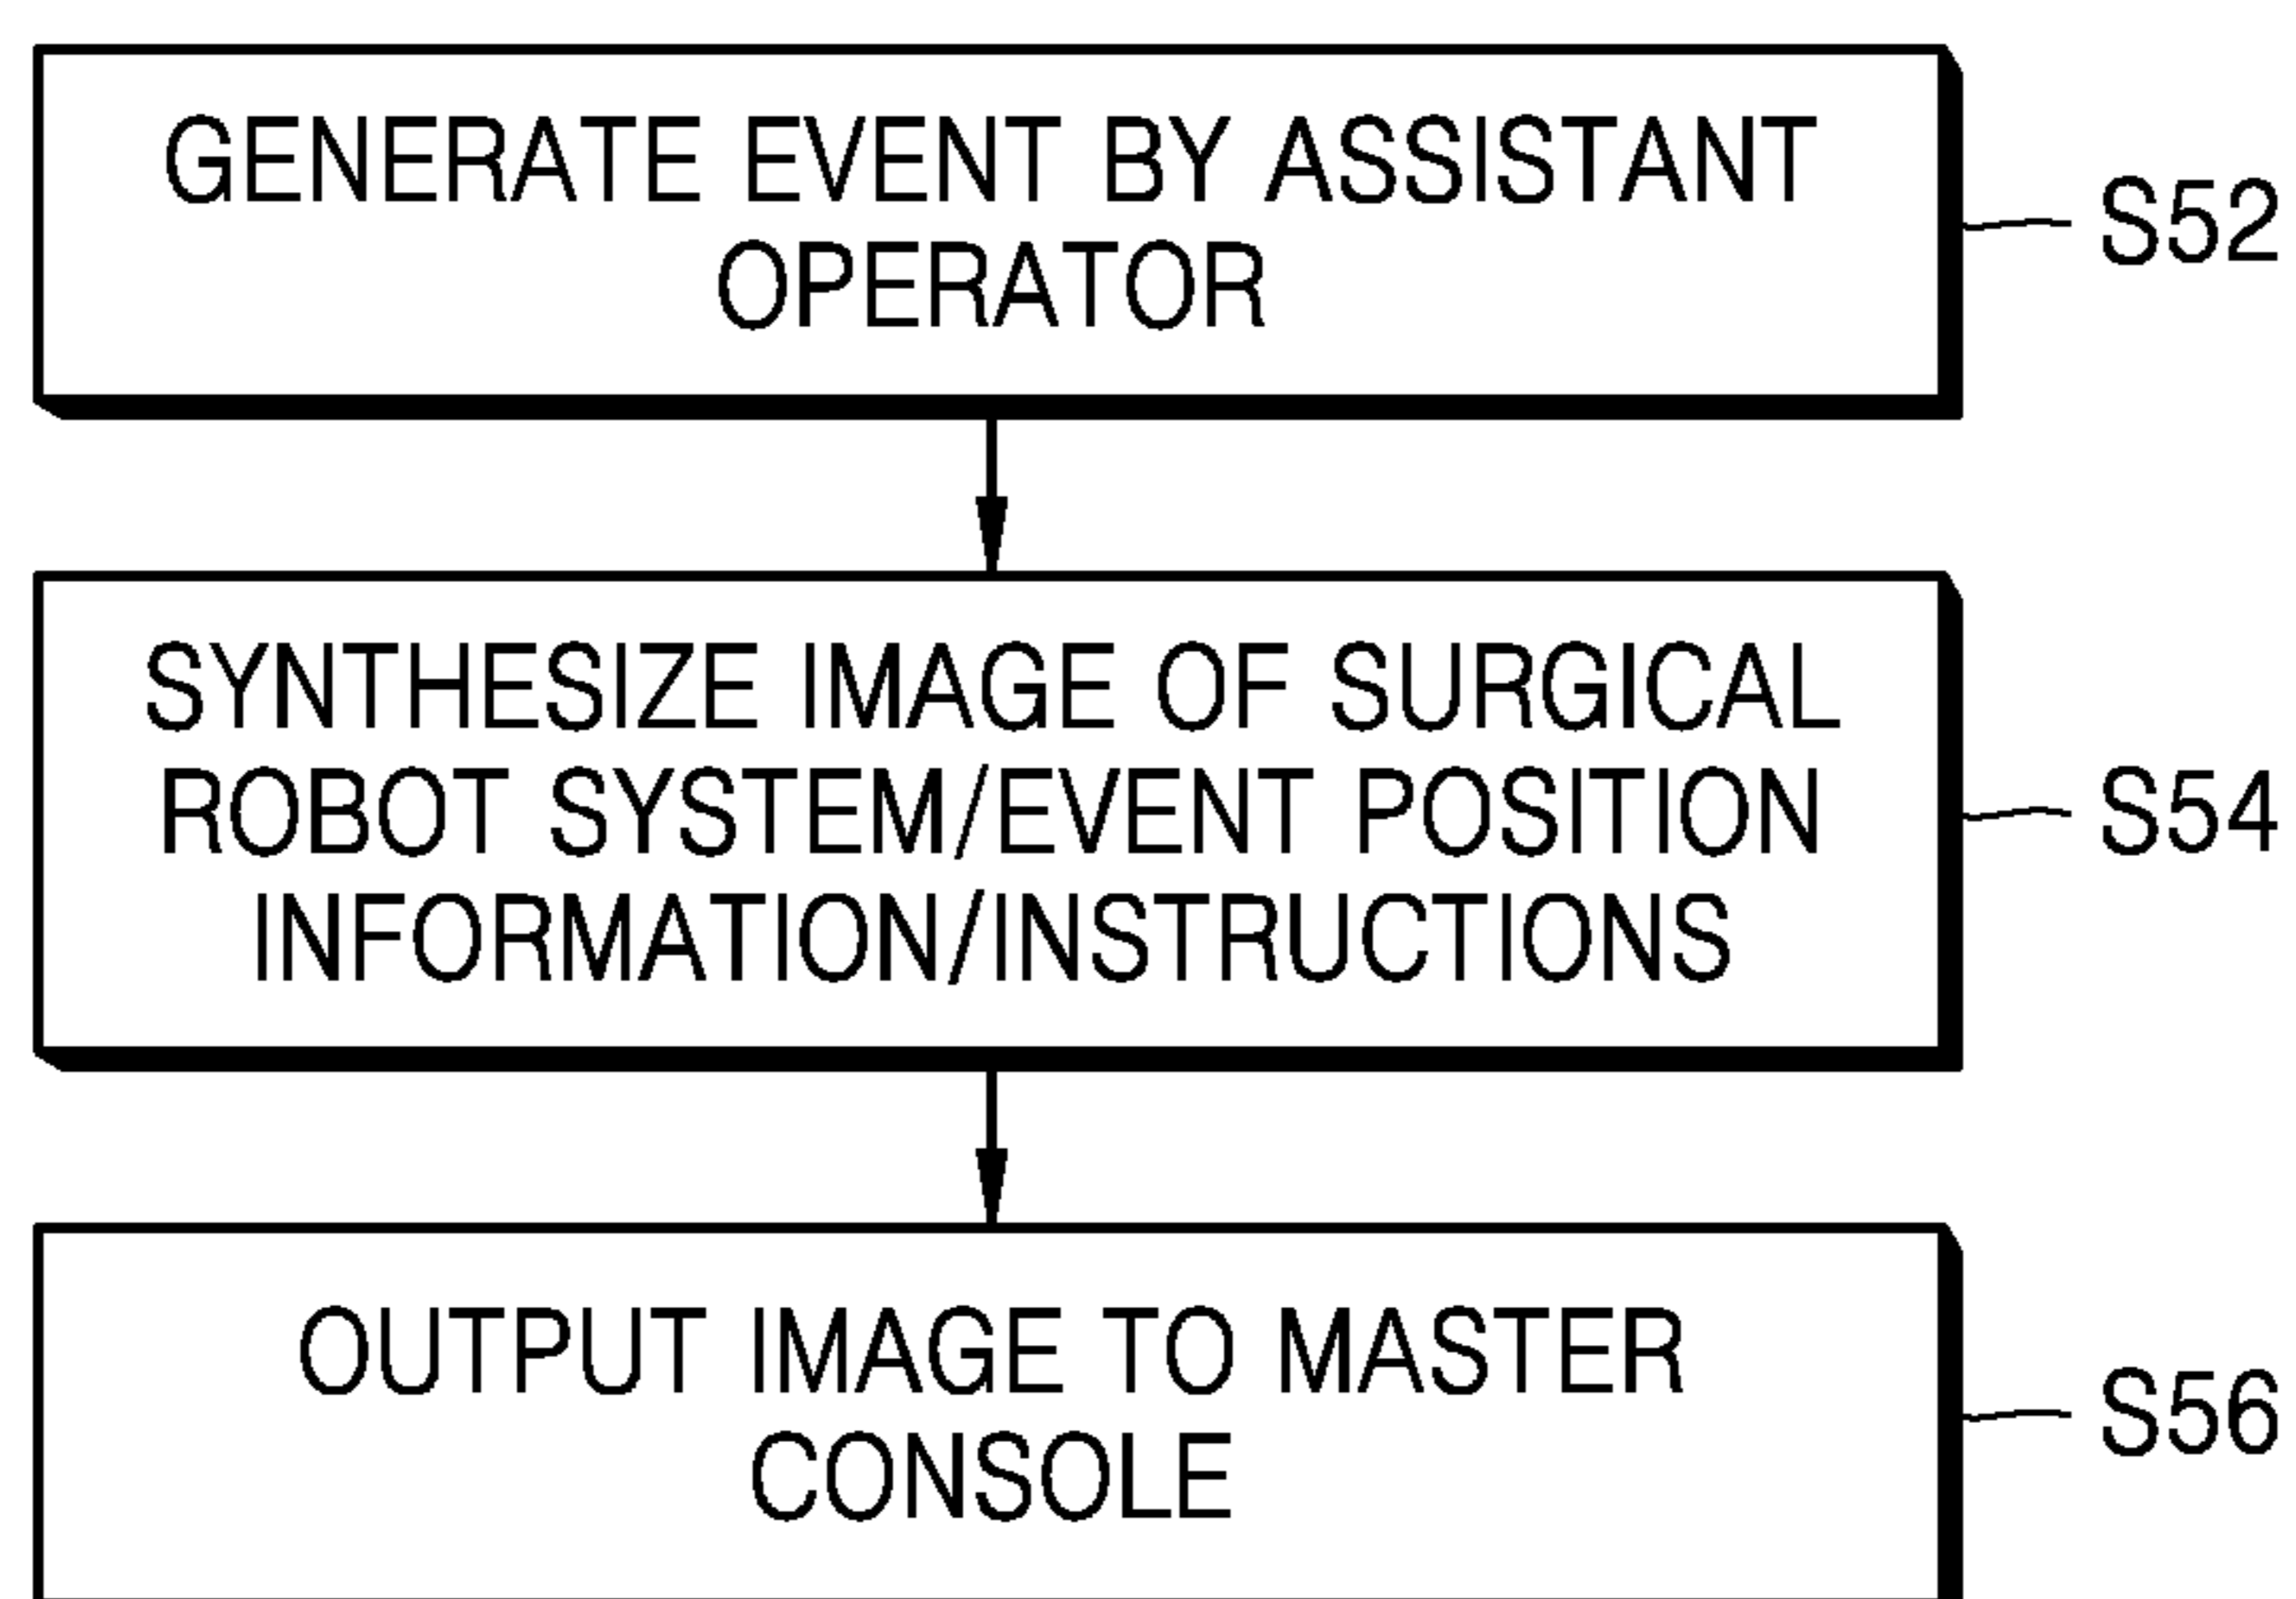 GENERATE EVENT BY ASSISTANT
OPERATOR
S52
SYNTHESIZE IMAGE OF SURGICAL
ROBOT SYSTEM/EVENT POSITION
INFORMATION/INSTRUCTIONS
S54
OUTPUT IMAGE TO MASTER
CONSOLE
S56